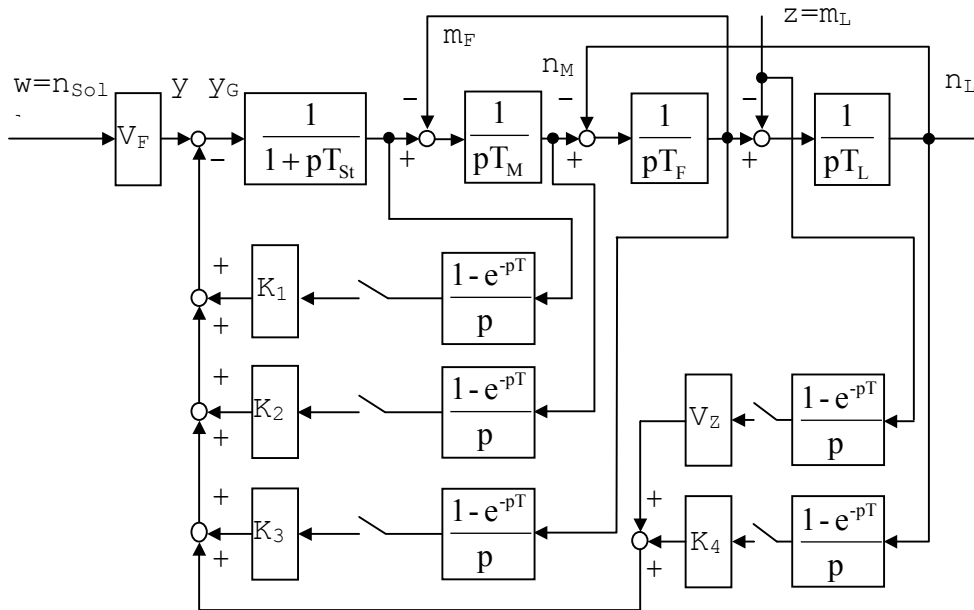 z=m_L
m_F
n_M
n_L
w=n_Sol
y
y_G
V_F
1
1 + pT_St
1
pT_M
1
pT_F
1
pT_L
−
−
−
−
+
+
+
+
K_1
1 - e^-pT
p
+
+
K_2
1 - e^-pT
p
+
V_Z
1 - e^-pT
p
+
+
K_3
1 - e^-pT
p
+
+
K_4
1 - e^-pT
p
+